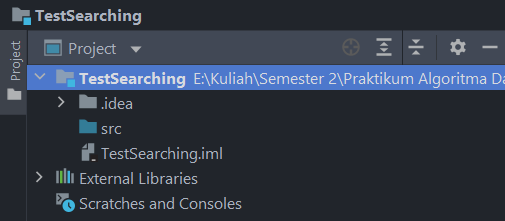 TestSearching
Project
Project
TestSearching E:\Kuliah\Semester 2\Praktikum Algoritma Da
.idea
src
TestSearching.iml
External Libraries
Scratches and Consoles